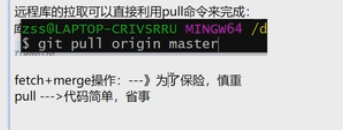 远程库的拉取可以直接利用pull命令来完成：
zss@LAPTOP-CRIVSRRU MINGW64 /d
$ git pull origin master
fetch+merge操作：---》为了保险，慎重
pull --->代码简单，省事